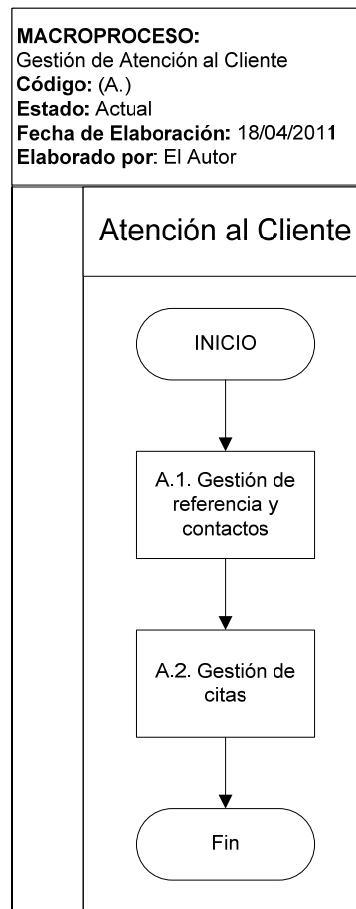 MACROPROCESO:
Gestión de Atención al Cliente
Código: (A.)
Estado: Actual
Fecha de Elaboración: 18/04/2011
Elaborado por: El Autor
Atención al Cliente
INICIO
A.1. Gestión de
referencia y
contactos
A.2. Gestión de
citas
Fin